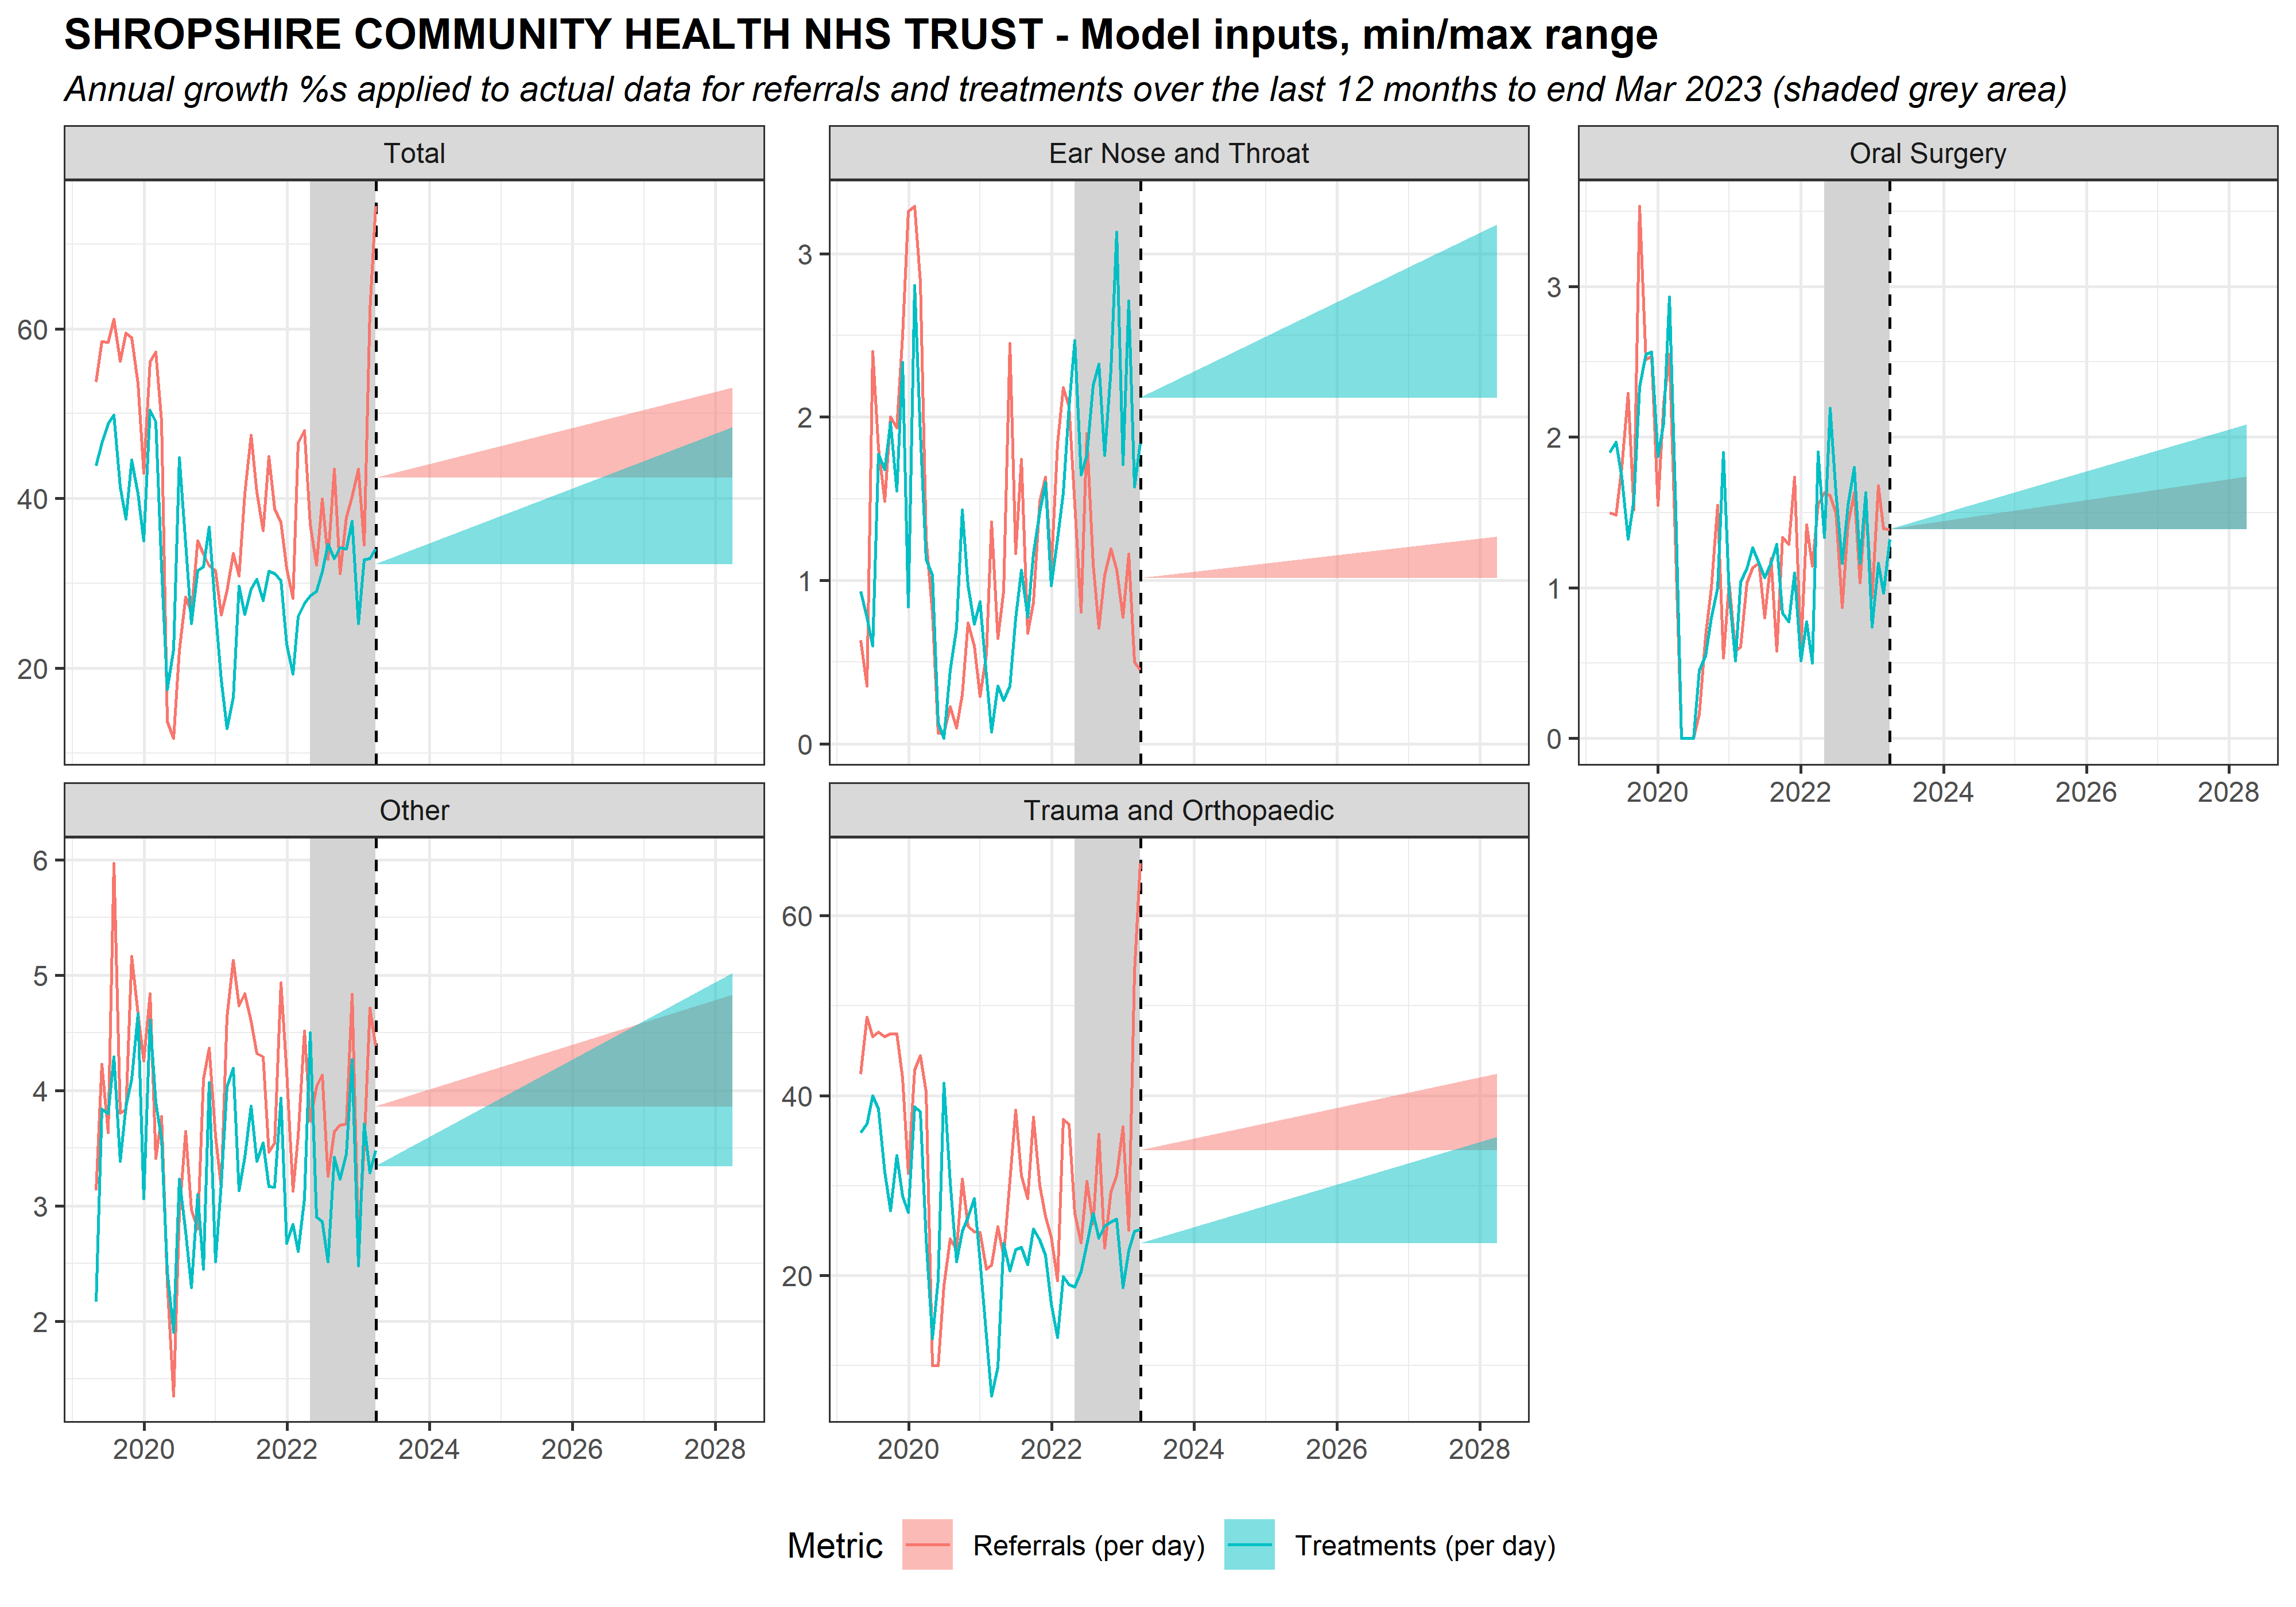 SHROPSHIRE COMMUNITY HEALTH NHS TRUST - Model inputs, min/max range
Annual growth %s applied to actual data for referrals and treatments over the last 12 months to end Mar 2023 (shaded grey area)
Total
60
40
20
Ear Nose and Throat
3
2
1
0
Oral Surgery
3
2
1
0
2020 2022 2024 2026 2028
Other
6
5
4
3
2
2020 2022 2024 2026 2028
Trauma and Orthopaedic
60
40
20
2020 2022 2024 2026 2028
Metric Referrals (per day) Treatments (per day)